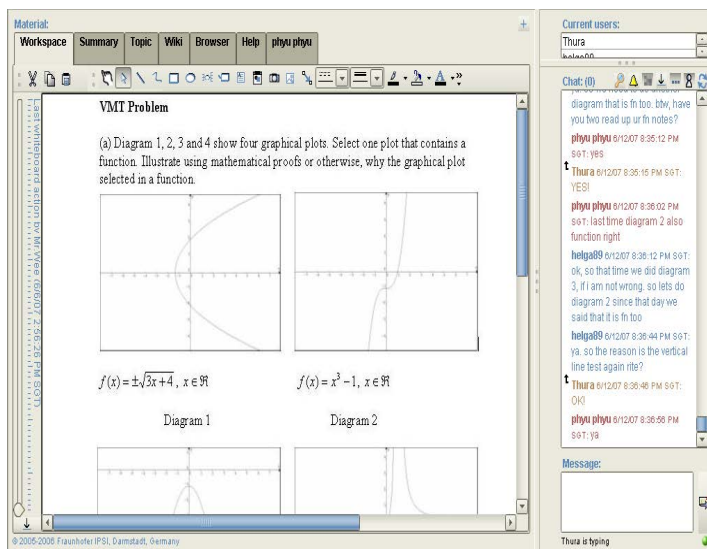 Material:
Workspace Summary Topic Wiki Browser Help phyu phyu
VMT Problem
(a) Diagram 1, 2, 3 and 4 show four graphical plots. Select one plot that contains a
function. Illustrate using mathematical proofs or otherwise, why the graphical plot
selected in a function.
f(x) = ±√3x+4 , x∈ℜ
f(x) = x³ −1, x∈ℜ
Diagram 1
Diagram 2
Last whiteboard action by Mr.Wee (6/6/07 2:56:26 PM SGT)
© 2005-2006 Fraunhofer IPSI, Darmstadt, Germany
Current users:
Thura
Chat: (0)
diagram that is fn too. btw, have
you two read up ur fn notes?
phyu phyu 6/12/07 8:35:12 PM
SGT: yes
Thura 6/12/07 8:35:15 PM SGT:
YES!
phyu phyu 6/12/07 8:36:02 PM
SGT: last time diagram 2 also
function right
helga89 6/12/07 8:36:12 PM SGT:
ok, so that time we did diagram
3, if i am not wrong. so lets do
diagram 2 since that day we
said that it is fn too
helga89 6/12/07 8:36:44 PM SGT:
ya. so the reason is the vertical
line test again rite?
Thura 6/12/07 8:36:46 PM SGT:
OK!
phyu phyu 6/12/07 8:36:56 PM
SGT: ya
Message:
Thura is typing